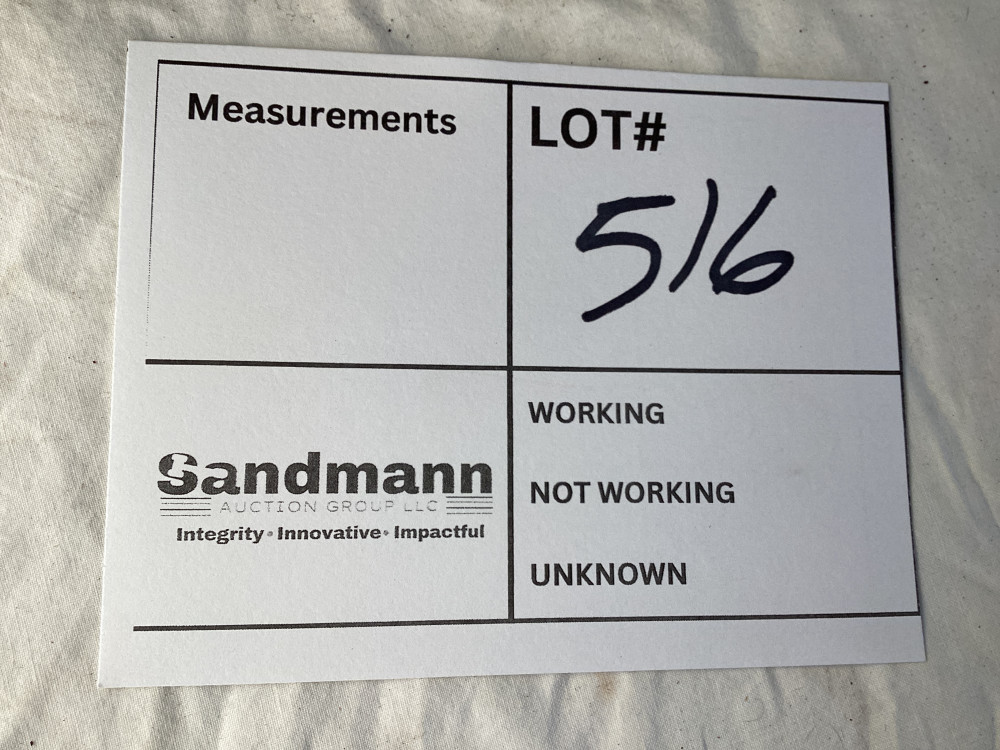 Measurements
LOT#
516
Sandmann
AUCTION GROUP LLC
Integrity • Innovative • Impactful
WORKING
NOT WORKING
UNKNOWN